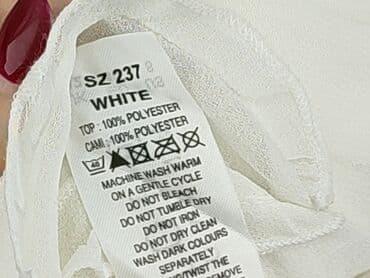 SZ 237
WHITE
TOP : 100% POLYESTER
CAMI : 100% POLYESTER
40
MACHINE WASH WARM
ON A GENTLE CYCLE
DO NOT BLEACH
DO NOT TUMBLE DRY
DO NOT IRON
DO NOT DRY CLEAN
WASH DARK COLOURS
SEPARATELY
THE